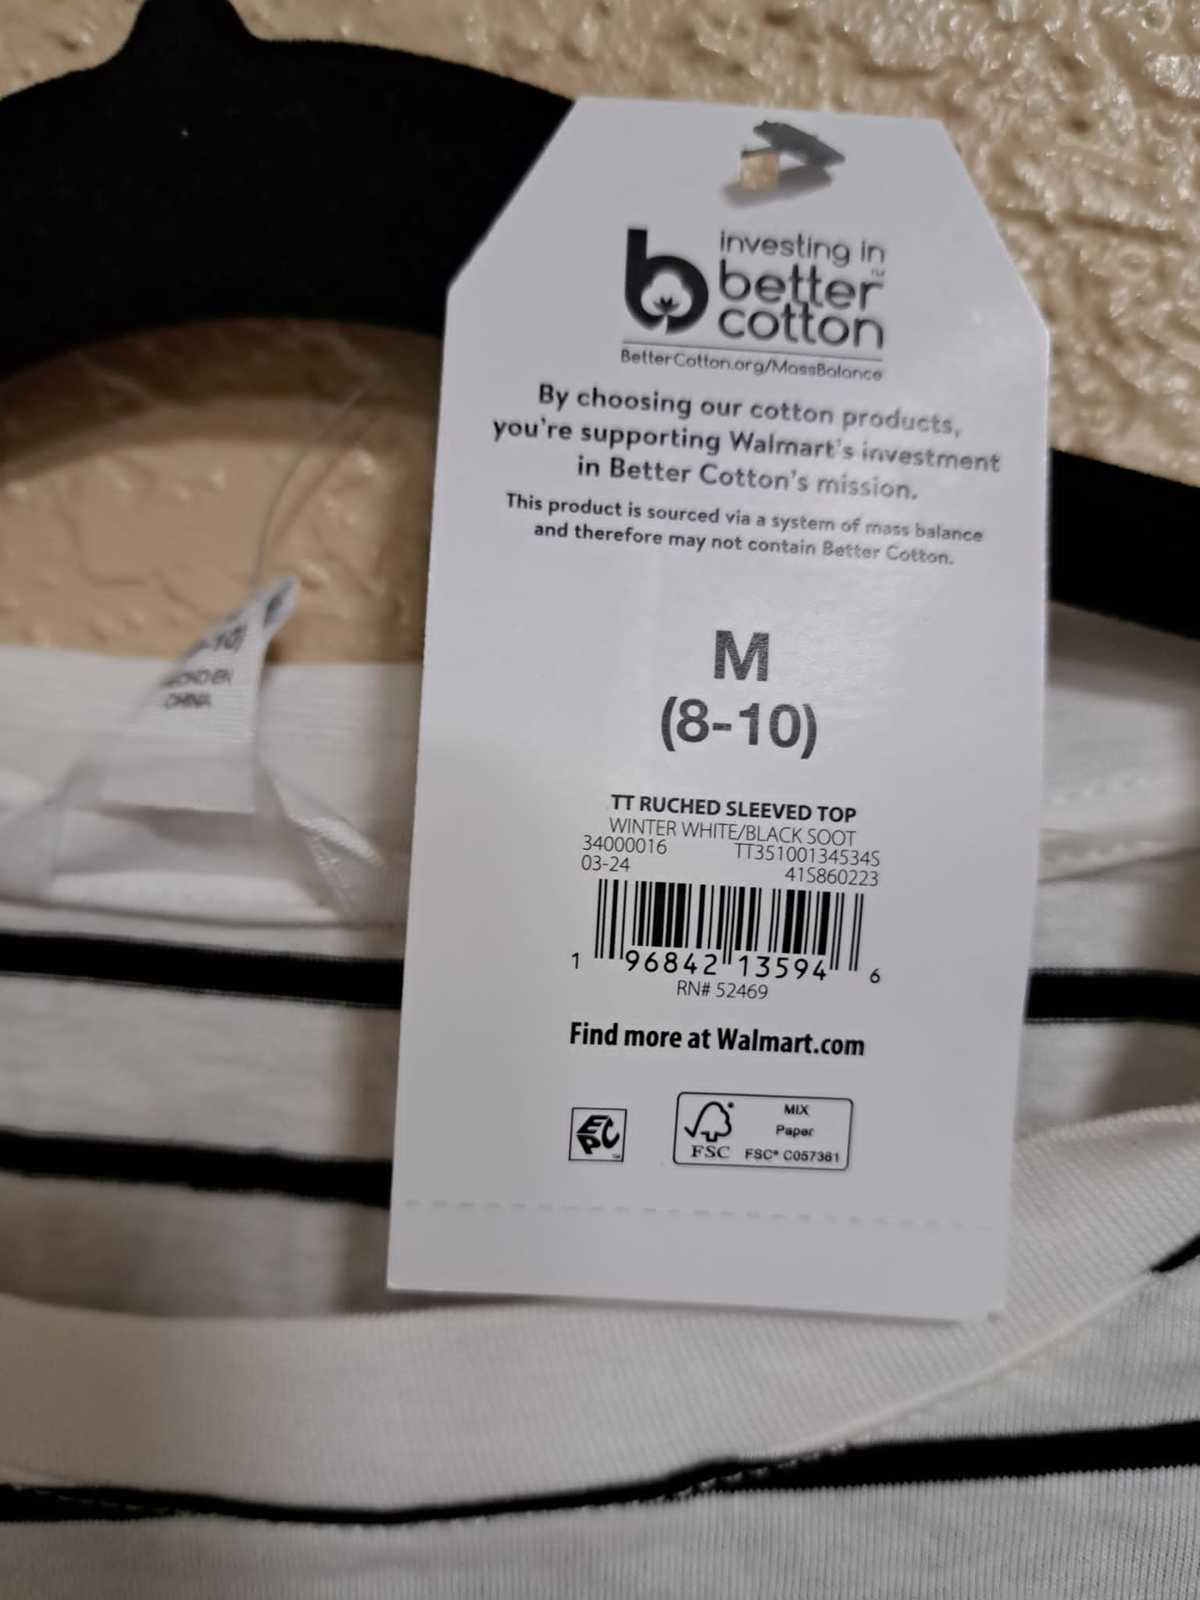 investing in
better™
cotton
BetterCotton.org/MassBalance
By choosing our cotton products,
you're supporting Walmart's investment
in Better Cotton's mission.
This product is sourced via a system of mass balance
and therefore may not contain Better Cotton.
M
(8-10)
TT RUCHED SLEEVED TOP
WINTER WHITE/BLACK SOOT
34000016 TT35100134534S
03-24 41S860223
1 96842 13594 6
RN# 52469
Find more at Walmart.com
EPC™
MIX
Paper
FSC FSC® C057361
-10)
CHINA